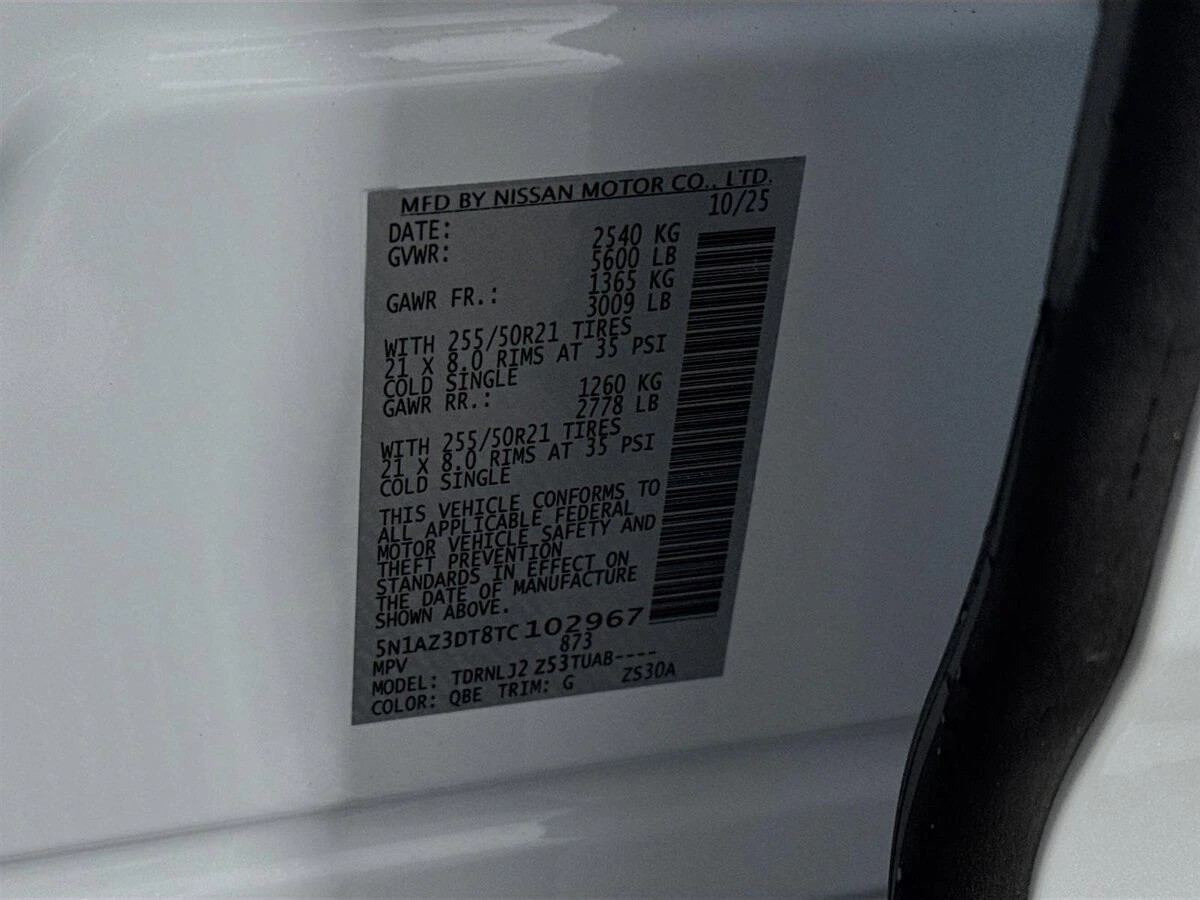 MFD BY NISSAN MOTOR CO., LTD.
DATE: 10/25
GVWR: 2540 KG
5600 LB
GAWR FR.: 1365 KG
3009 LB
WITH 255/50R21 TIRES
21 X 8.0 RIMS AT 35 PSI
COLD SINGLE
GAWR RR.: 1260 KG
2778 LB
WITH 255/50R21 TIRES
21 X 8.0 RIMS AT 35 PSI
COLD SINGLE
THIS VEHICLE CONFORMS TO
ALL APPLICABLE FEDERAL
MOTOR VEHICLE SAFETY AND
THEFT PREVENTION
STANDARDS IN EFFECT ON
THE DATE OF MANUFACTURE
SHOWN ABOVE.
5N1AZ3DT8TC102967
MPV 873
MODEL: TDRNLJ2 Z53TUAB----
COLOR: QBE TRIM: G ZS30A